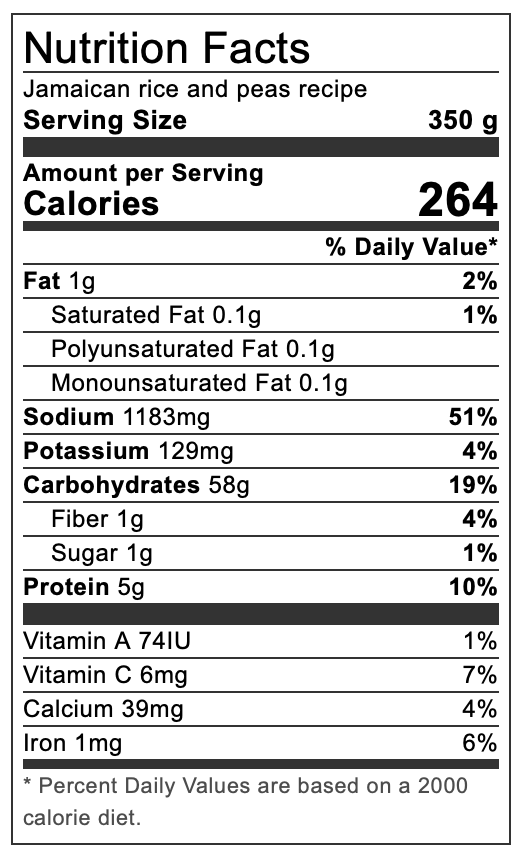 Nutrition Facts
Jamaican rice and peas recipe
Serving Size 350 g
Amount per Serving
Calories 264
% Daily Value*
Fat 1g 2%
Saturated Fat 0.1g 1%
Polyunsaturated Fat 0.1g
Monounsaturated Fat 0.1g
Sodium 1183mg 51%
Potassium 129mg 4%
Carbohydrates 58g 19%
Fiber 1g 4%
Sugar 1g 1%
Protein 5g 10%
Vitamin A 74IU 1%
Vitamin C 6mg 7%
Calcium 39mg 4%
Iron 1mg 6%
* Percent Daily Values are based on a 2000
calorie diet.